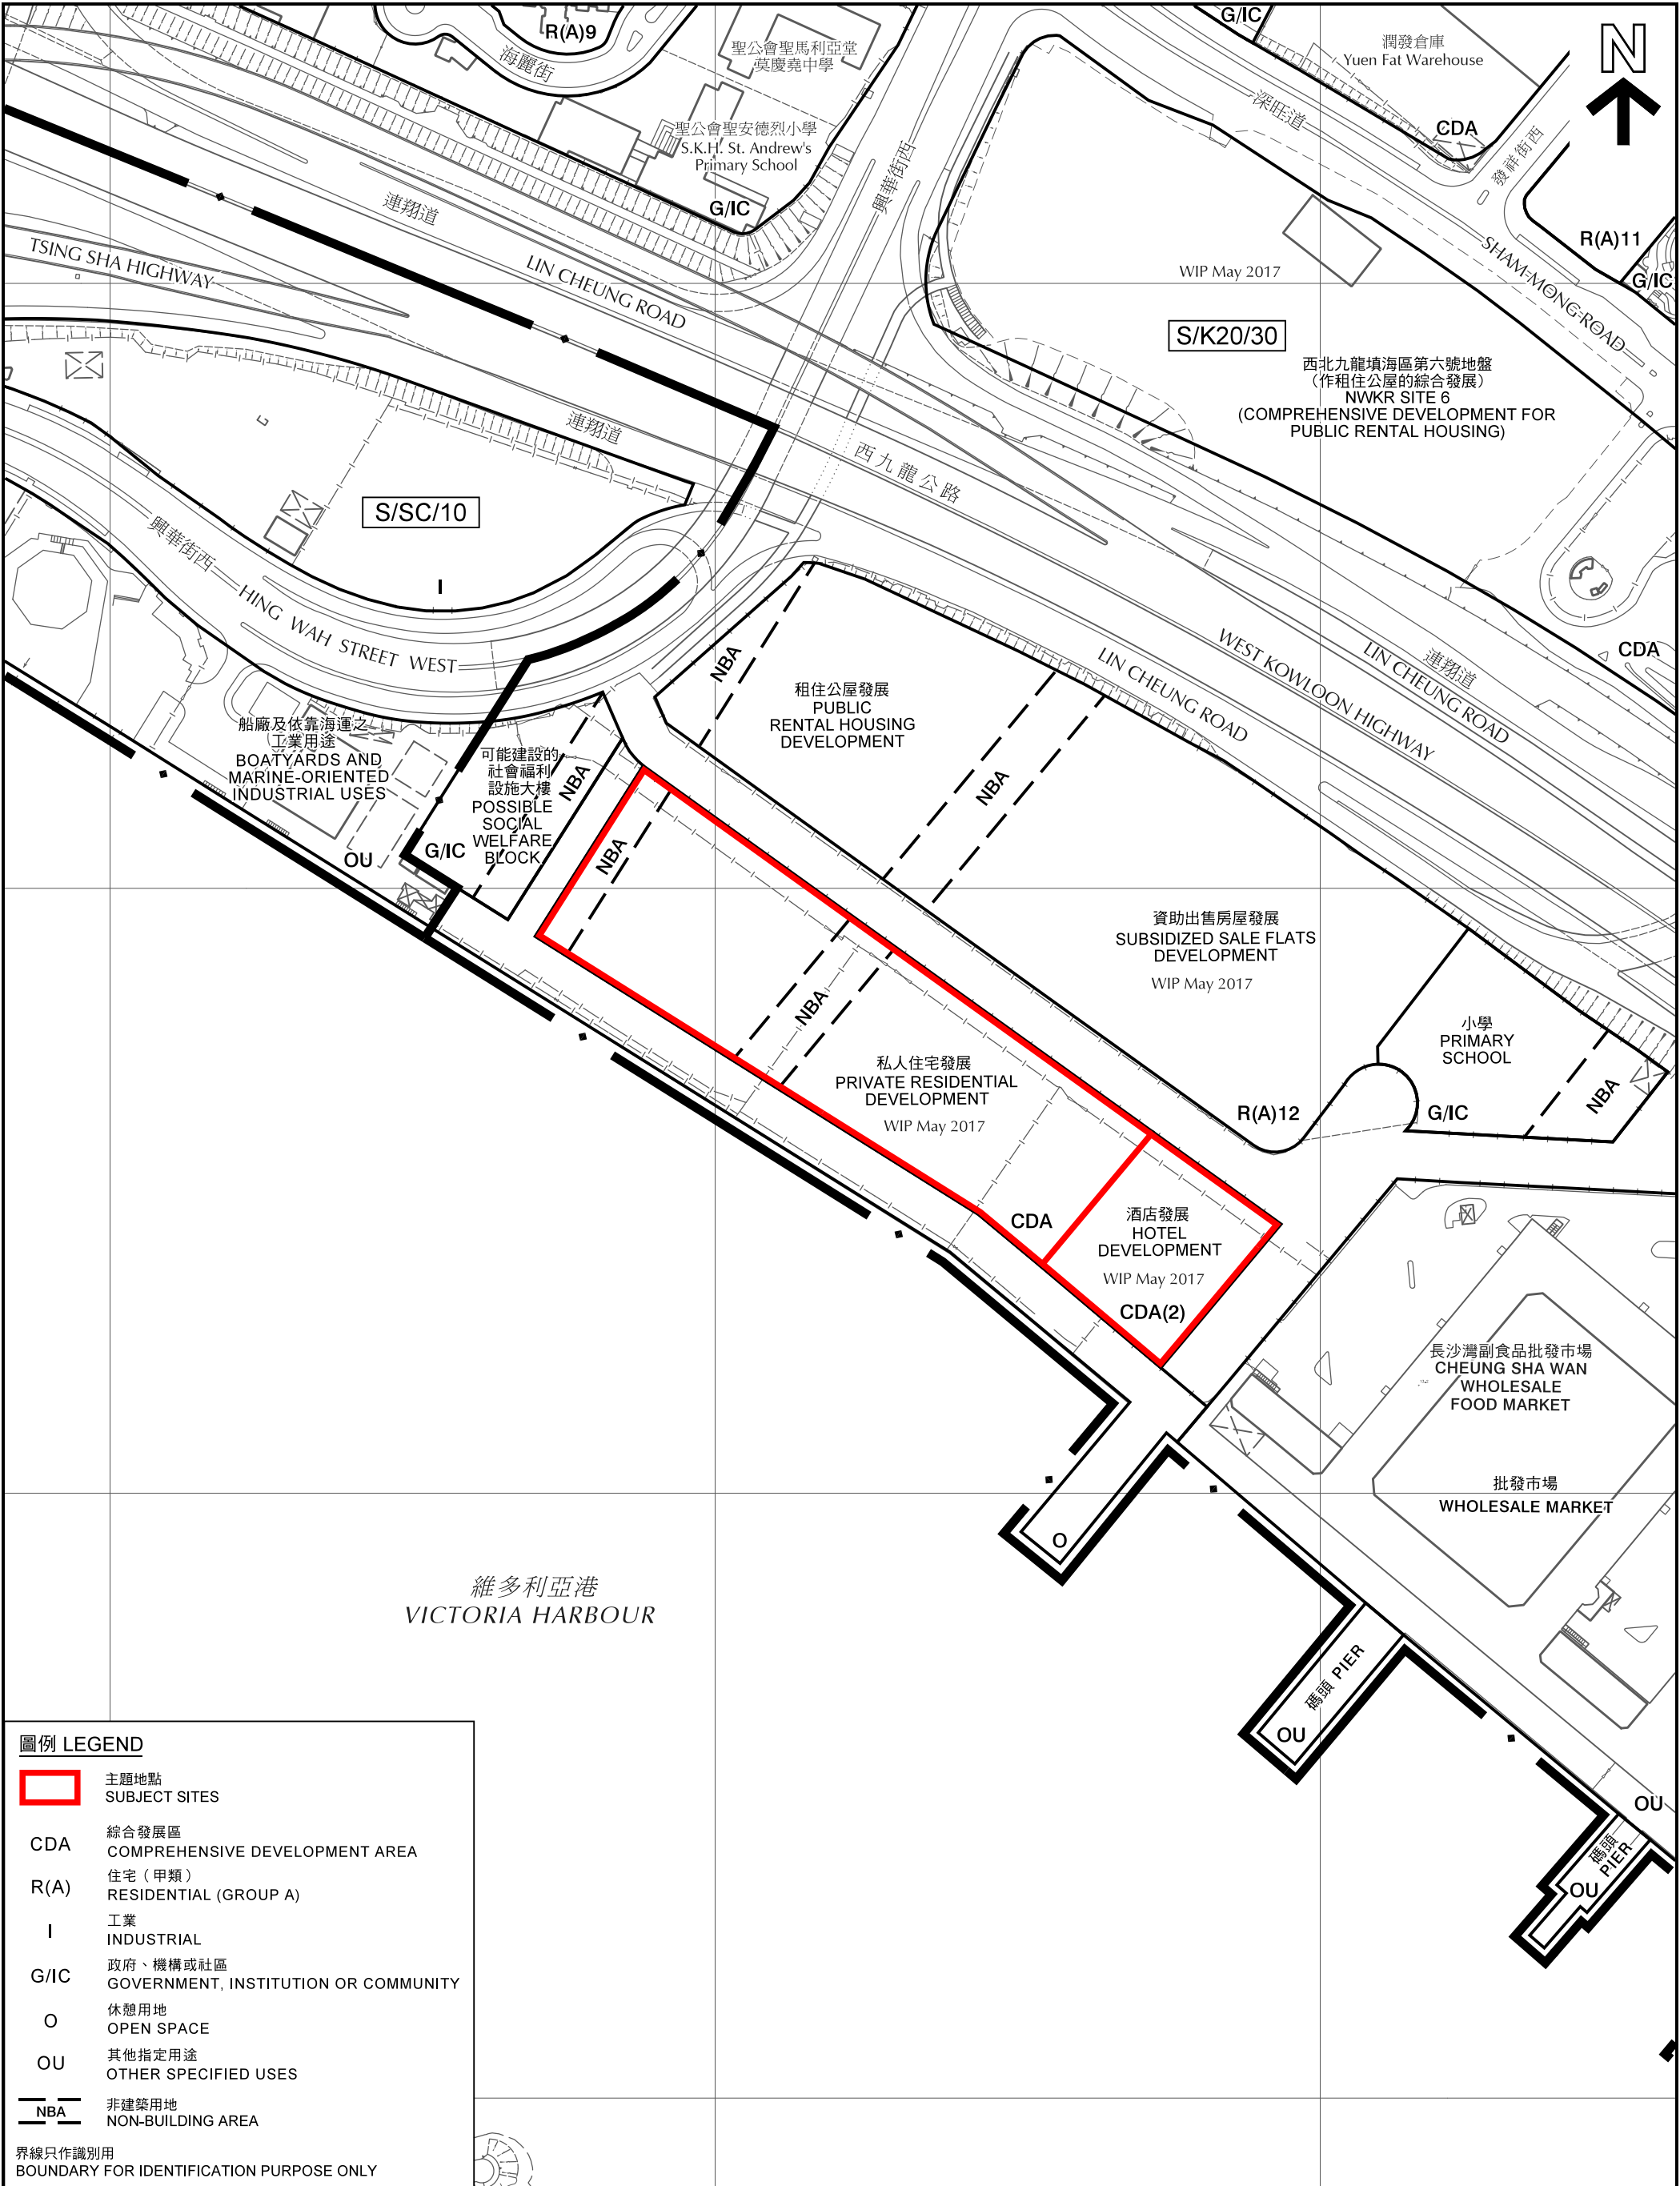 R(A)9
海麗街
聖公會聖馬利亞堂
莫慶堯中學
G/IC
潤發倉庫
Yuen Fat Warehouse
N
深旺道
CDA
發祥街西
聖公會聖安德烈小學
S.K.H. St. Andrew's
Primary School
G/IC
興華街西
連翔道
TSING SHA HIGHWAY
LIN CHEUNG ROAD
WIP May 2017
R(A)11
G/IC
SHAM MONG ROAD
S/K20/30
西北九龍填海區第六號地盤
(作租住公屋的綜合發展)
NWKR SITE 6
(COMPREHENSIVE DEVELOPMENT FOR
PUBLIC RENTAL HOUSING)
連翔道
西九龍公路
S/SC/10
興華街西
I
HING WAH STREET WEST
WEST KOWLOON HIGHWAY
LIN CHEUNG ROAD
連翔道
LIN CHEUNG ROAD
CDA
NBA
租住公屋發展
PUBLIC
RENTAL HOUSING
DEVELOPMENT
NBA
船廠及依靠海運之
工業用途
BOATYARDS AND
MARINE-ORIENTED
INDUSTRIAL USES
OU
可能建設的
社會福利
設施大樓
POSSIBLE
SOCIAL
WELFARE
BLOCK
NBA
G/IC
NBA
資助出售房屋發展
SUBSIDIZED SALE FLATS
DEVELOPMENT
WIP May 2017
NBA
小學
PRIMARY
SCHOOL
NBA
G/IC
R(A)12
私人住宅發展
PRIVATE RESIDENTIAL
DEVELOPMENT
WIP May 2017
CDA
酒店發展
HOTEL
DEVELOPMENT
WIP May 2017
CDA(2)
長沙灣副食品批發市場
CHEUNG SHA WAN
WHOLESALE
FOOD MARKET
批發市場
WHOLESALE MARKET
O
維多利亞港
VICTORIA HARBOUR
碼頭 PIER
OU
OU
碼頭
PIER
OU
圖例 LEGEND
主題地點
SUBJECT SITES
CDA
綜合發展區
COMPREHENSIVE DEVELOPMENT AREA
R(A)
住宅(甲類)
RESIDENTIAL (GROUP A)
I
工業
INDUSTRIAL
G/IC
政府、機構或社區
GOVERNMENT, INSTITUTION OR COMMUNITY
O
休憩用地
OPEN SPACE
OU
其他指定用途
OTHER SPECIFIED USES
NBA
非建築用地
NON-BUILDING AREA
界線只作識別用
BOUNDARY FOR IDENTIFICATION PURPOSE ONLY